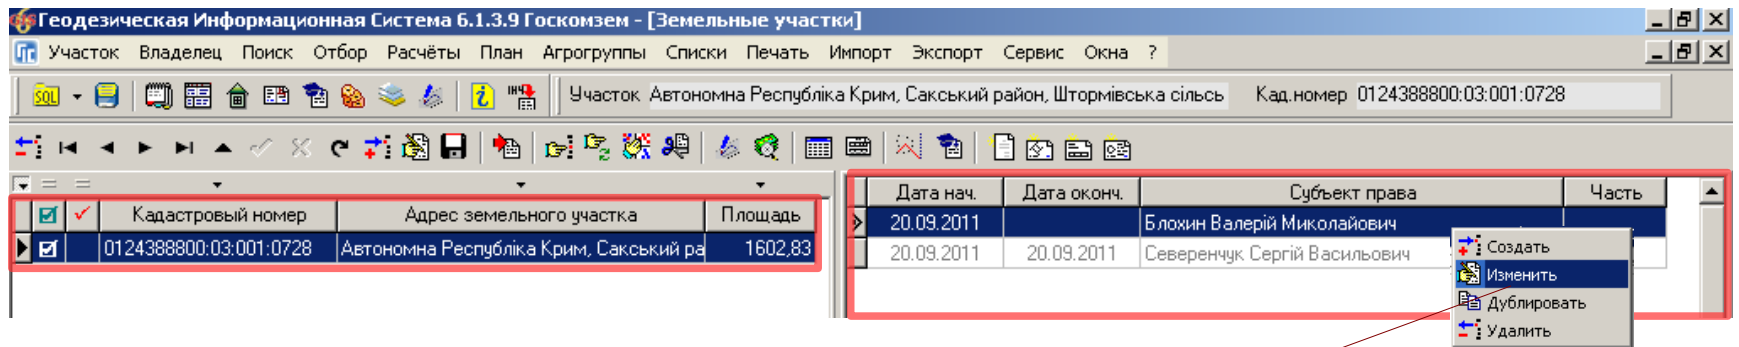 Геодезическая Информационная Система 6.1.3.9 Госкомзем - [Земельные участки]
Участок Владелец Поиск Отбор Расчёты План Агрогруппы Списки Печать Импорт Экспорт Сервис Окна ?
SQL Участок Автономна Республіка Крим, Сакський район, Штормівська сільсь Кад.номер 0124388800:03:001:0728
Кадастровый номер Адрес земельного участка Площадь
0124388800:03:001:0728 Автономна Республіка Крим, Сакський ра 1602,83
Дата нач. Дата оконч. Субъект права Часть
20.09.2011 Блохин Валерій Миколайович
20.09.2011 20.09.2011 Северенчук Сергій Васильович
Создать
Изменить
Дублировать
Удалить